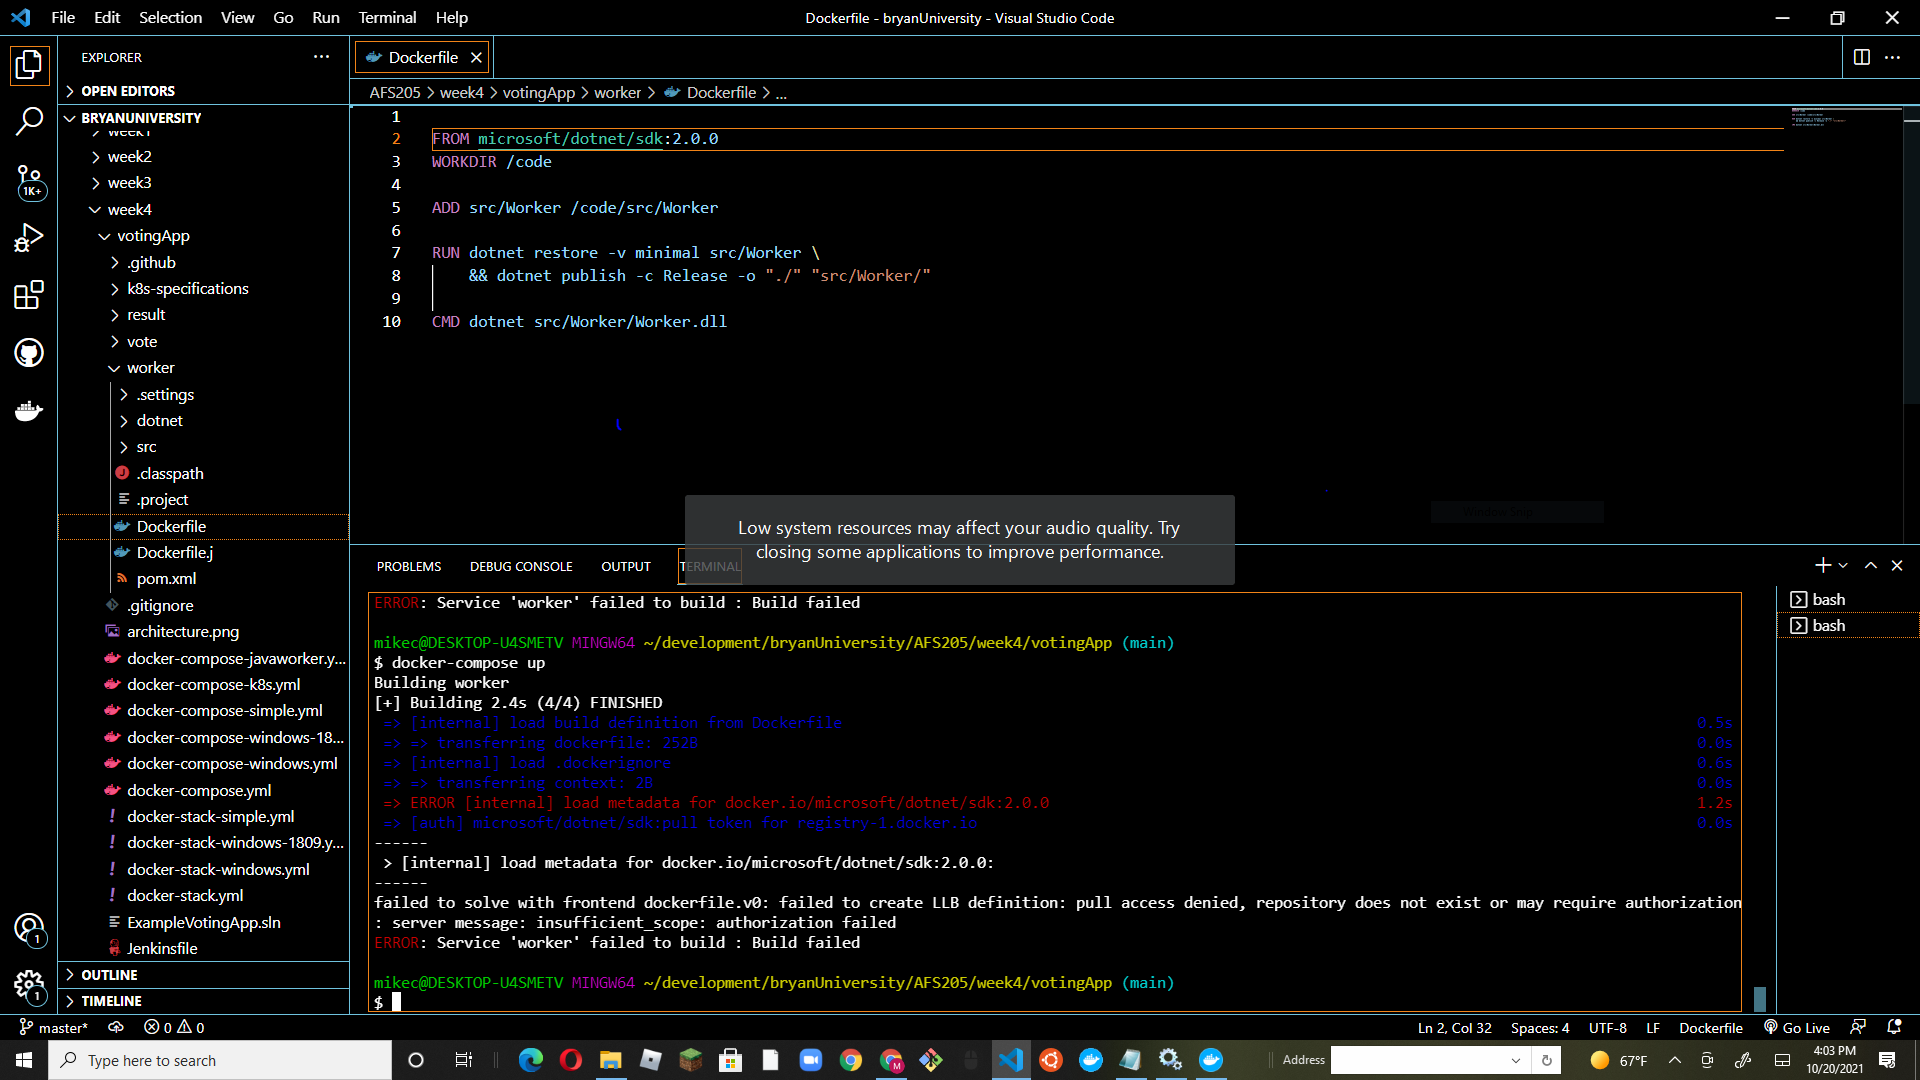 File Edit Selection View Go Run Terminal Help
Dockerfile - bryanUniversity - Visual Studio Code
EXPLORER
OPEN EDITORS
BRYANUNIVERSITY
week1
week2
week3
week4
votingApp
.github
k8s-specifications
result
vote
worker
.settings
dotnet
src
.classpath
.project
Dockerfile
Dockerfile.j
pom.xml
.gitignore
architecture.png
docker-compose-javaworker.y...
docker-compose-k8s.yml
docker-compose-simple.yml
docker-compose-windows-18...
docker-compose-windows.yml
docker-compose.yml
docker-stack-simple.yml
docker-stack-windows-1809.y...
docker-stack-windows.yml
docker-stack.yml
ExampleVotingApp.sln
Jenkinsfile
OUTLINE
TIMELINE
1K+
1
1
Dockerfile
AFS205 > week4 > votingApp > worker > Dockerfile > ...
1
2 FROM microsoft/dotnet/sdk:2.0.0
3 WORKDIR /code
4
5 ADD src/Worker /code/src/Worker
6
7 RUN dotnet restore -v minimal src/Worker \
8 && dotnet publish -c Release -o "./" "src/Worker/"
9
10 CMD dotnet src/Worker/Worker.dll
Low system resources may affect your audio quality. Try
closing some applications to improve performance.
PROBLEMS DEBUG CONSOLE OUTPUT TERMINAL
ERROR: Service 'worker' failed to build : Build failed
mikec@DESKTOP-U4SMETV MINGW64 ~/development/bryanUniversity/AFS205/week4/votingApp (main)
$ docker-compose up
Building worker
[+] Building 2.4s (4/4) FINISHED
=> [internal] load build definition from Dockerfile 0.5s
=> => transferring dockerfile: 252B 0.0s
=> [internal] load .dockerignore 0.6s
=> => transferring context: 2B 0.0s
=> ERROR [internal] load metadata for docker.io/microsoft/dotnet/sdk:2.0.0 1.2s
=> [auth] microsoft/dotnet/sdk:pull token for registry-1.docker.io 0.0s
------
> [internal] load metadata for docker.io/microsoft/dotnet/sdk:2.0.0:
------
failed to solve with frontend dockerfile.v0: failed to create LLB definition: pull access denied, repository does not exist or may require authorization
: server message: insufficient_scope: authorization failed
ERROR: Service 'worker' failed to build : Build failed
mikec@DESKTOP-U4SMETV MINGW64 ~/development/bryanUniversity/AFS205/week4/votingApp (main)
$
bash
bash
master* 0 0
Ln 2, Col 32 Spaces: 4 UTF-8 LF Dockerfile Go Live
Type here to search
Address
67°F
4:03 PM
10/20/2021